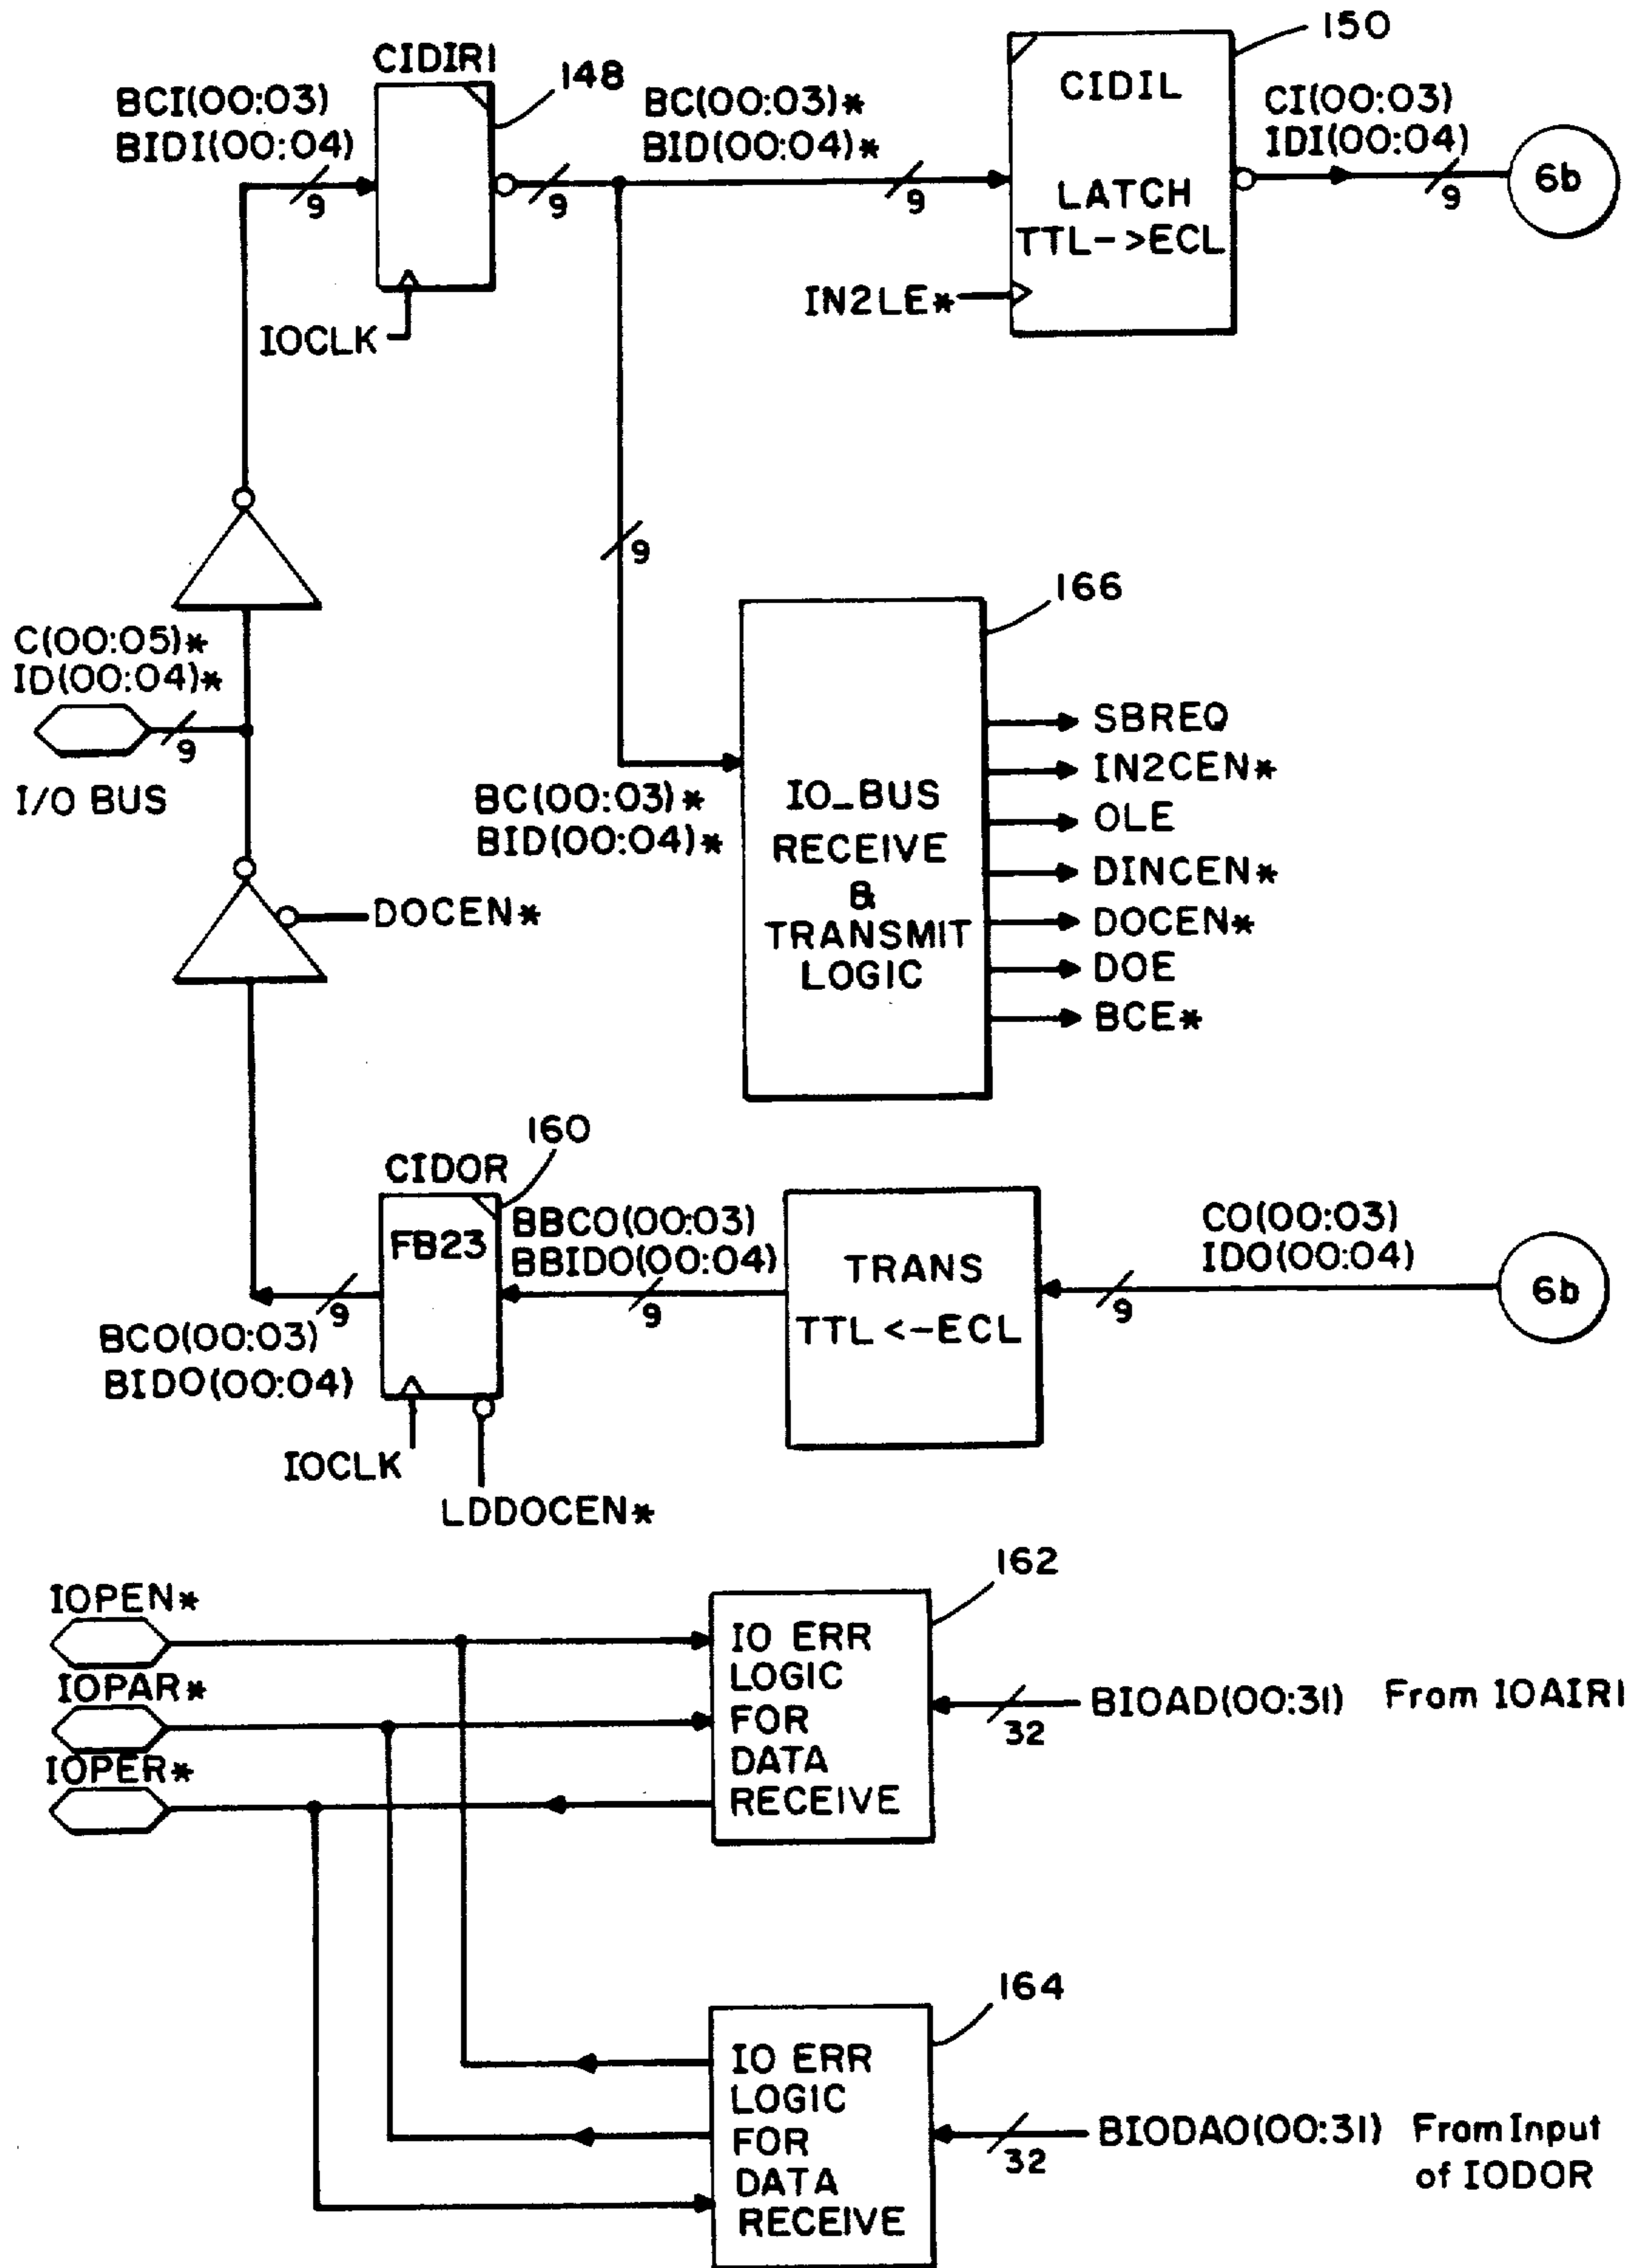 CIDIR1
148
BCI(00:03)
BIDI(00:04)
9
IOCLK
9
BC(00:03)*
BID(00:04)*
9
150
CIDIL
LATCH
TTL->ECL
IN2LE*
CI(00:03)
IDI(00:04)
9
6b
9
C(00:05)*
ID(00:04)*
9
I/O BUS
BC(00:03)*
BID(00:04)*
166
IO_BUS
RECEIVE
&
TRANSMIT
LOGIC
SBREQ
IN2CEN*
OLE
DINCEN*
DOCEN*
DOE
BCE*
DOCEN*
160
CIDOR
FB23
BBCO(00:03)
BBIDO(00:04)
9
TRANS
TTL<-ECL
CO(00:03)
IDO(00:04)
9
6b
9
BCO(00:03)
BIDO(00:04)
IOCLK
LDDOCEN*
IOPEN*
IOPAR*
IOPER*
162
IO ERR
LOGIC
FOR
DATA
RECEIVE
32
BIOAD(00:31) From IOAIR1
164
IO ERR
LOGIC
FOR
DATA
RECEIVE
32
BIODAO(00:31) From Input
of IODOR